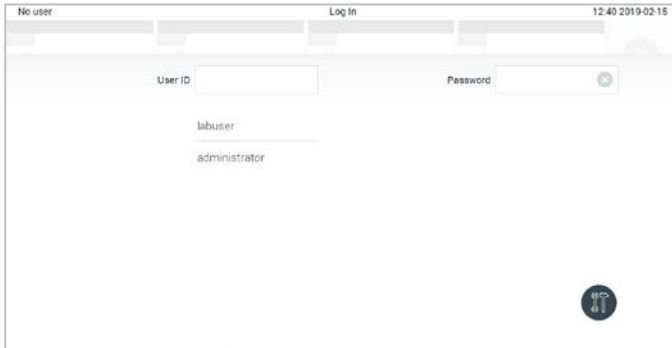 No user Log In 12:40 2019-02-15
User ID Password
labuser
administrator